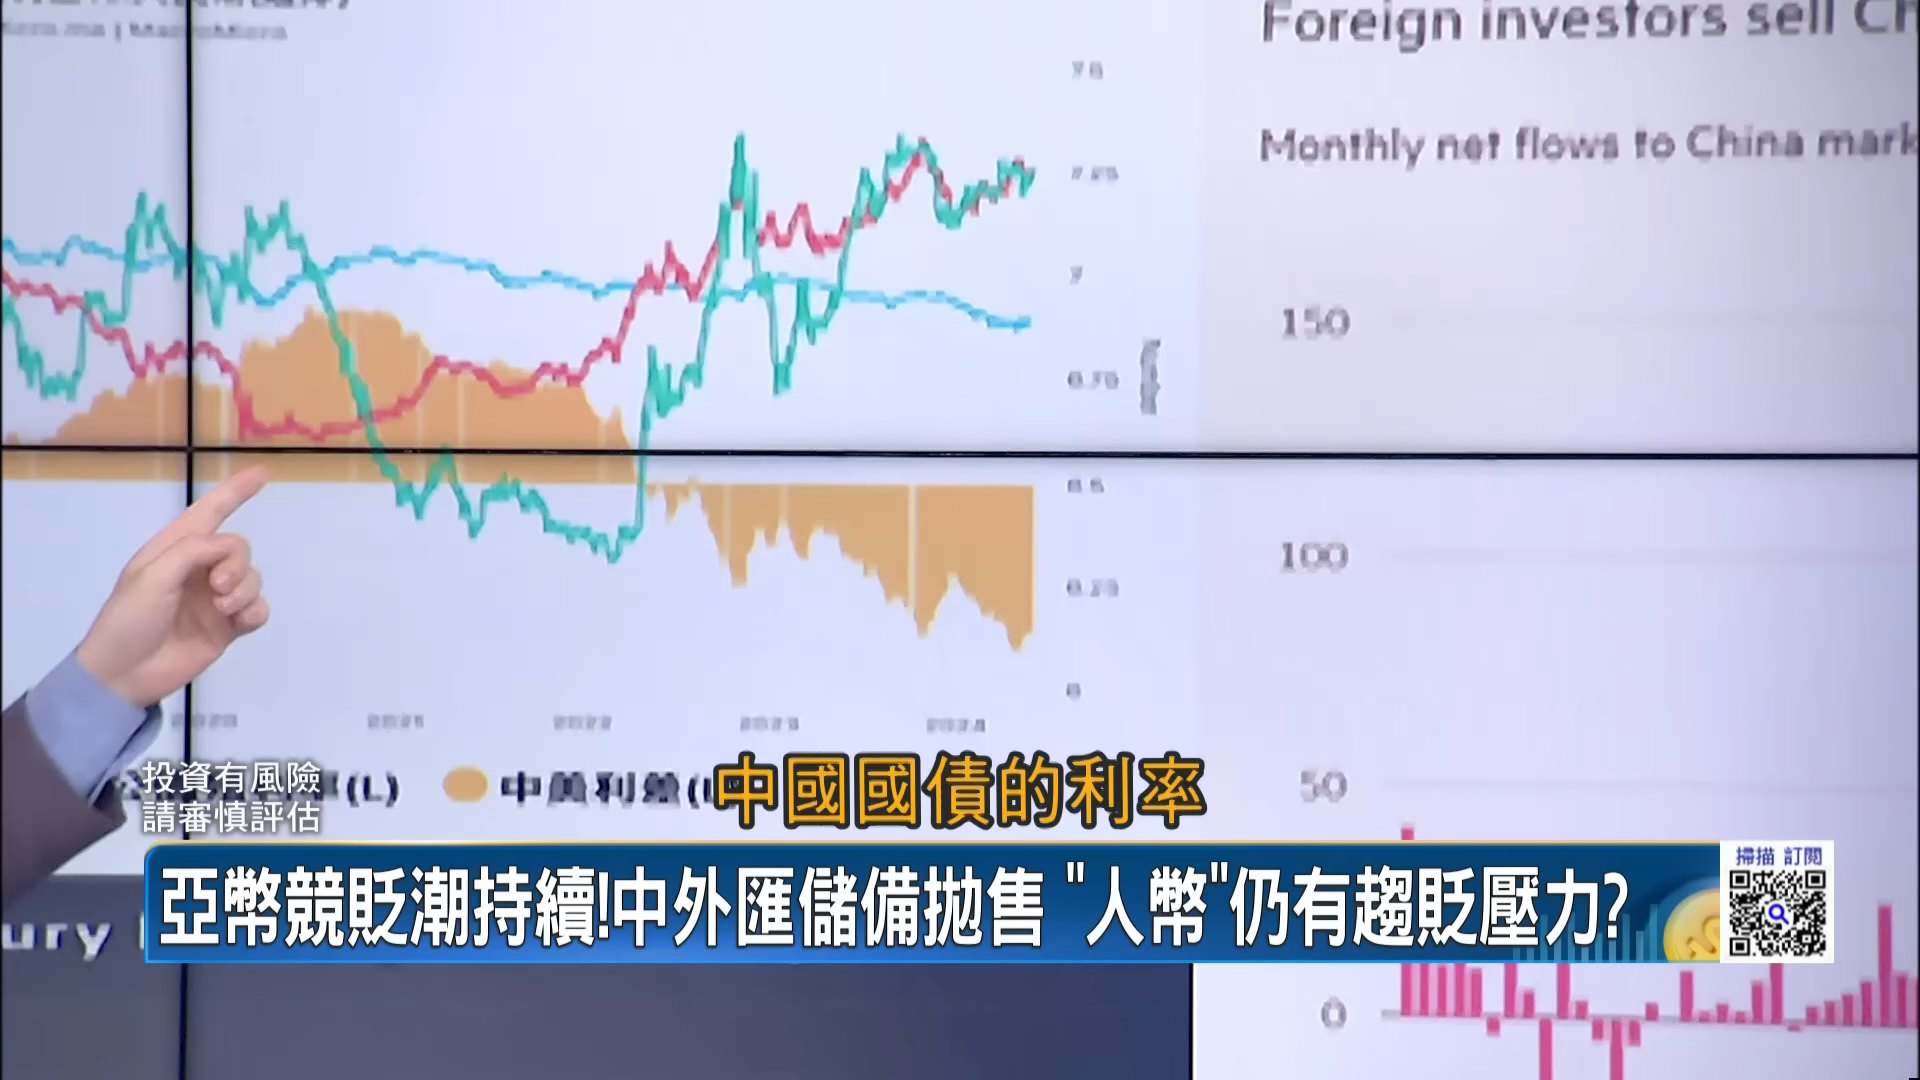 Foreign investors sell Ch
Monthly net flows to China mark
7.25
7
6.75
6.5
6.25
6
150
100
50
0
2020 2021 2022 2023 2024
(L) 中美利差(L
中國國債的利率
投資有風險
請審慎評估
亞幣競貶潮持續!中外匯儲備拋售 "人幣"仍有趨貶壓力?
掃描 訂閱
ury